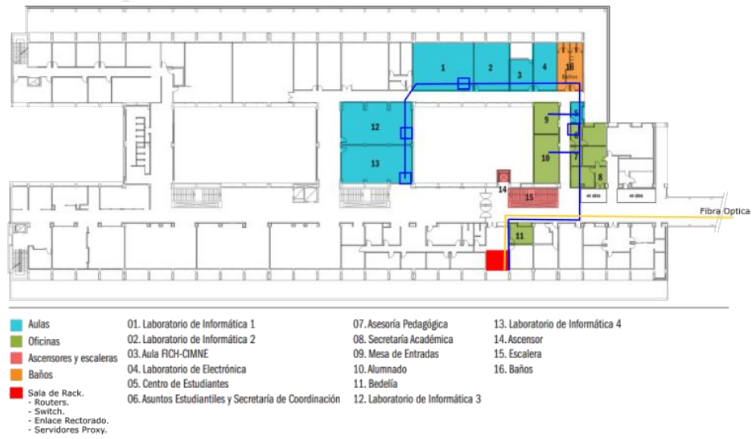 1
2
3
4
16
Baños
5
12
9
6
13
10
7
8
14
15
Fibra Optica
11
Aulas
Oficinas
Ascensores y escaleras
Baños
Sala de Rack.
- Routers.
- Switch.
- Enlace Rectorado.
- Servidores Proxy.
01. Laboratorio de Informática 1
02. Laboratorio de Informática 2
03. Aula FICH-CIMNE
04. Laboratorio de Electrónica
05. Centro de Estudiantes
06. Asuntos Estudiantiles y Secretaría de Coordinación
07. Asesoría Pedagógica
08. Secretaría Académica
09. Mesa de Entradas
10. Alumnado
11. Bedelía
12. Laboratorio de Informática 3
13. Laboratorio de Informática 4
14. Ascensor
15. Escalera
16. Baños